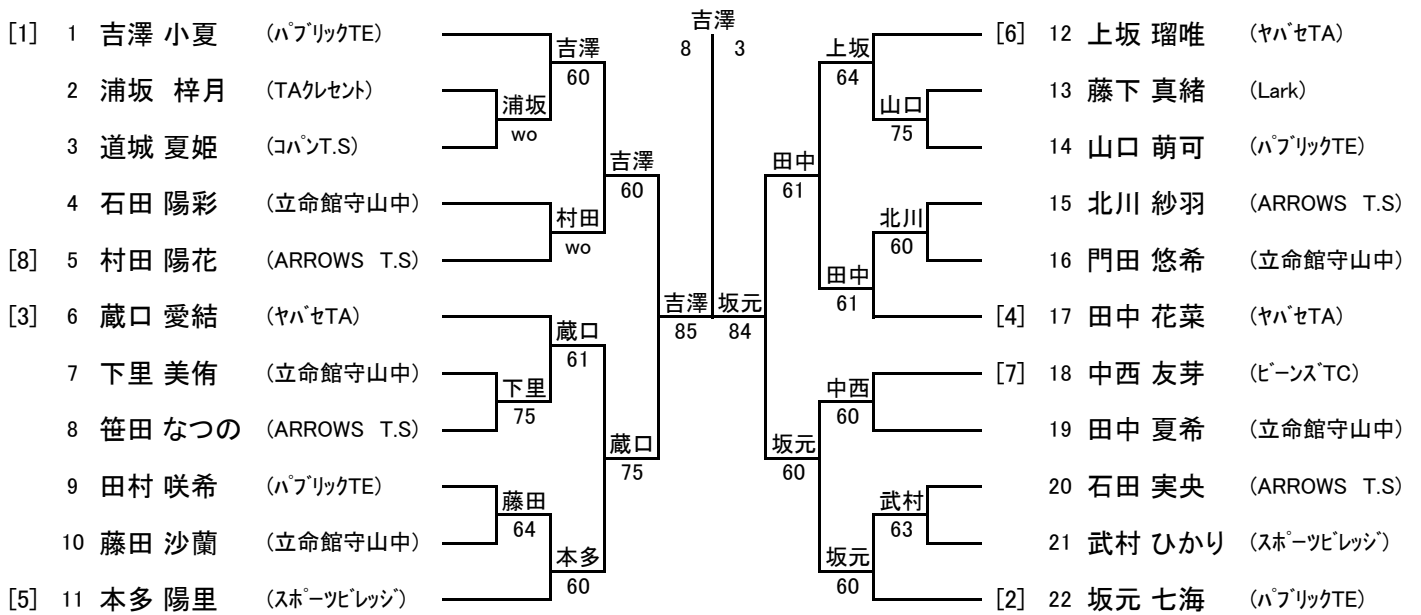 吉澤
8 3
[1] 1 吉澤 小夏 (ﾊﾟﾌﾞﾘｯｸTE)
2 浦坂 梓月 (TAｸﾚｾﾝﾄ)
3 道城 夏姫 (ｺﾊﾟﾝT.S)
4 石田 陽彩 (立命館守山中)
[8] 5 村田 陽花 (ARROWS T.S)
[3] 6 蔵口 愛結 (ﾔﾊﾞｾTA)
7 下里 美侑 (立命館守山中)
8 笹田 なつの (ARROWS T.S)
9 田村 咲希 (ﾊﾟﾌﾞﾘｯｸTE)
10 藤田 沙蘭 (立命館守山中)
[5] 11 本多 陽里 (ｽﾎﾟｰﾂﾋﾞﾚｯｼﾞ)
浦坂
wo
下里
75
藤田
64
吉澤
60
村田
wo
蔵口
61
本多
60
吉澤
60
蔵口
75
吉澤
85
坂元
84
田中
61
坂元
60
上坂
64
田中
61
中西
60
坂元
60
山口
75
北川
60
武村
63
[6] 12 上坂 瑠唯 (ﾔﾊﾞｾTA)
13 藤下 真緒 (Lark)
14 山口 萌可 (ﾊﾟﾌﾞﾘｯｸTE)
15 北川 紗羽 (ARROWS T.S)
16 門田 悠希 (立命館守山中)
[4] 17 田中 花菜 (ﾔﾊﾞｾTA)
[7] 18 中西 友芽 (ﾋﾞｰﾝｽﾞTC)
19 田中 夏希 (立命館守山中)
20 石田 実央 (ARROWS T.S)
21 武村 ひかり (ｽﾎﾟｰﾂﾋﾞﾚｯｼﾞ)
[2] 22 坂元 七海 (ﾊﾟﾌﾞﾘｯｸTE)